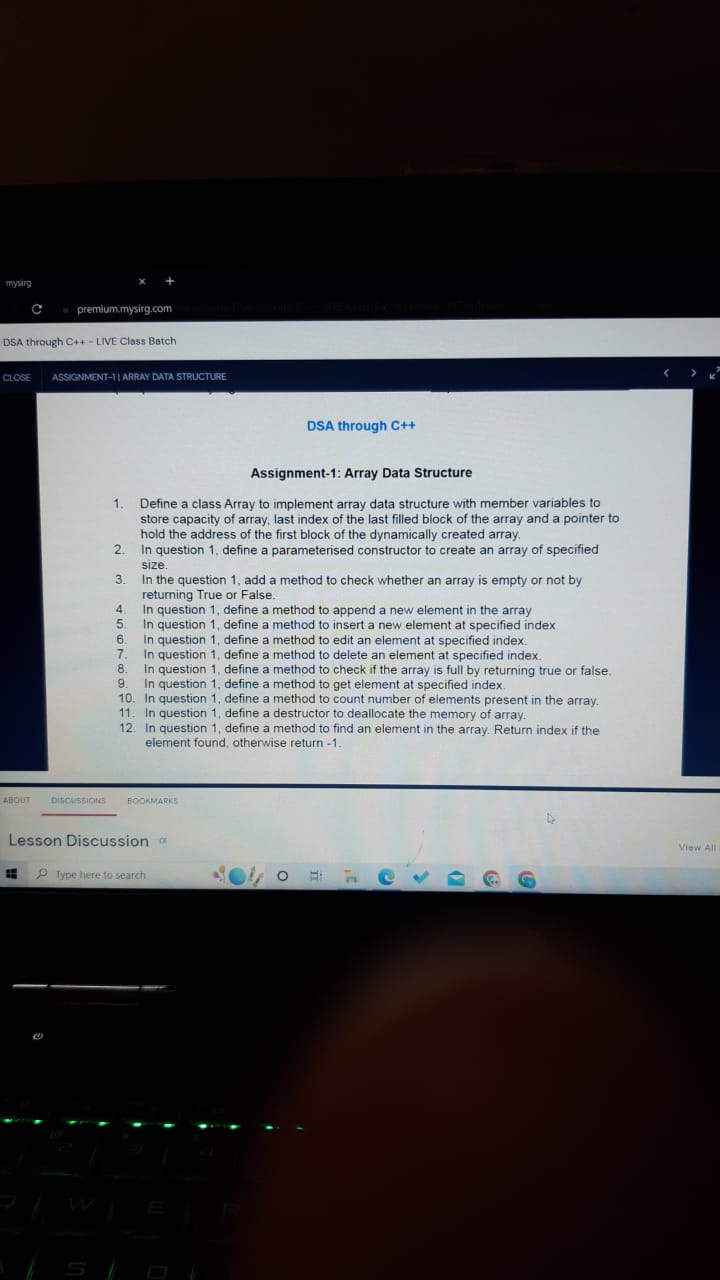 mysirg
premium.mysirg.com
DSA through C++ - LIVE Class Batch
CLOSE ASSIGNMENT-1 | ARRAY DATA STRUCTURE
DSA through C++
Assignment-1: Array Data Structure
1. Define a class Array to implement array data structure with member variables to
store capacity of array, last index of the last filled block of the array and a pointer to
hold the address of the first block of the dynamically created array.
2. In question 1, define a parameterised constructor to create an array of specified
size.
3. In the question 1, add a method to check whether an array is empty or not by
returning True or False.
4. In question 1, define a method to append a new element in the array
5. In question 1, define a method to insert a new element at specified index
6. In question 1, define a method to edit an element at specified index.
7. In question 1, define a method to delete an element at specified index.
8. In question 1, define a method to check if the array is full by returning true or false.
9. In question 1, define a method to get element at specified index.
10. In question 1, define a method to count number of elements present in the array.
11. In question 1, define a destructor to deallocate the memory of array.
12. In question 1, define a method to find an element in the array. Return index if the
element found, otherwise return -1.
ABOUT DISCUSSIONS BOOKMARKS
Lesson Discussion
View All
Type here to search
2 3 4
W E R
S D